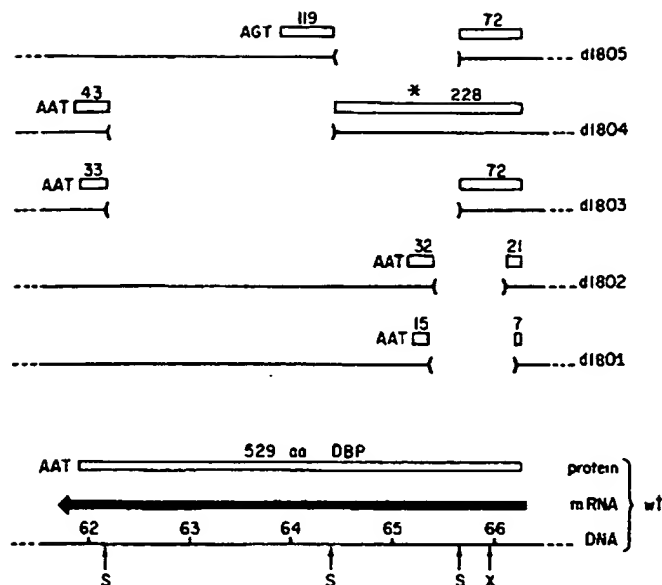 119 72
AGT dl805
43 * 228
AAT dl804
33 72
AAT dl803
32 21
AAT dl802
15 7
AAT dl801
529 aa DBP
AAT protein
mRNA wt
62 63 64 65 66 DNA
S S S X